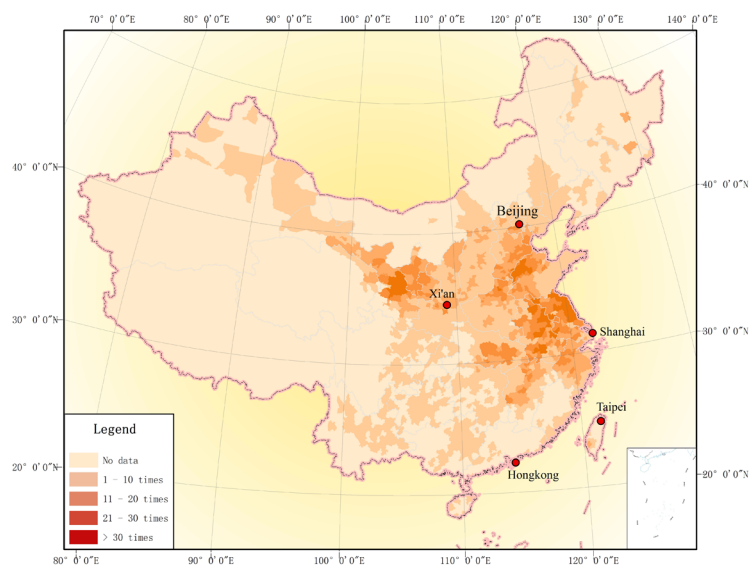 70° 0'0"E 80° 0'0"E 90° 0'0"E 100° 0'0"E 110° 0'0"E 120° 0'0"E 130° 0'0"E 140° 0'0"E
40° 0'0"N
40° 0'0"N
Beijing
Xi'an
30° 0'0"N
30° 0'0"N
Shanghai
Taipei
Hongkong
20° 0'0"N
20° 0'0"N
Legend
No data
1 - 10 times
11 - 20 times
21 - 30 times
> 30 times
80° 0'0"E 90° 0'0"E 100° 0'0"E 110° 0'0"E 120° 0'0"E